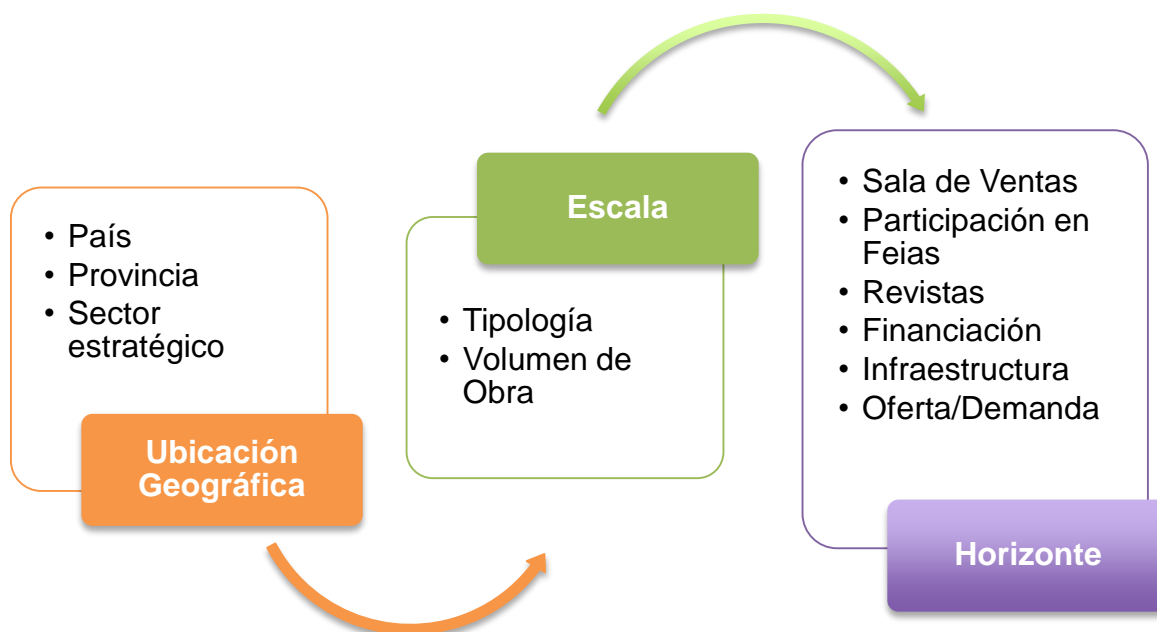 • País
• Provincia
• Sector
estratégico
Ubicación
Geográfica
Escala
• Tipología
• Volumen de
Obra
• Sala de Ventas
• Participación en
Feias
• Revistas
• Financiación
• Infraestructura
• Oferta/Demanda
Horizonte